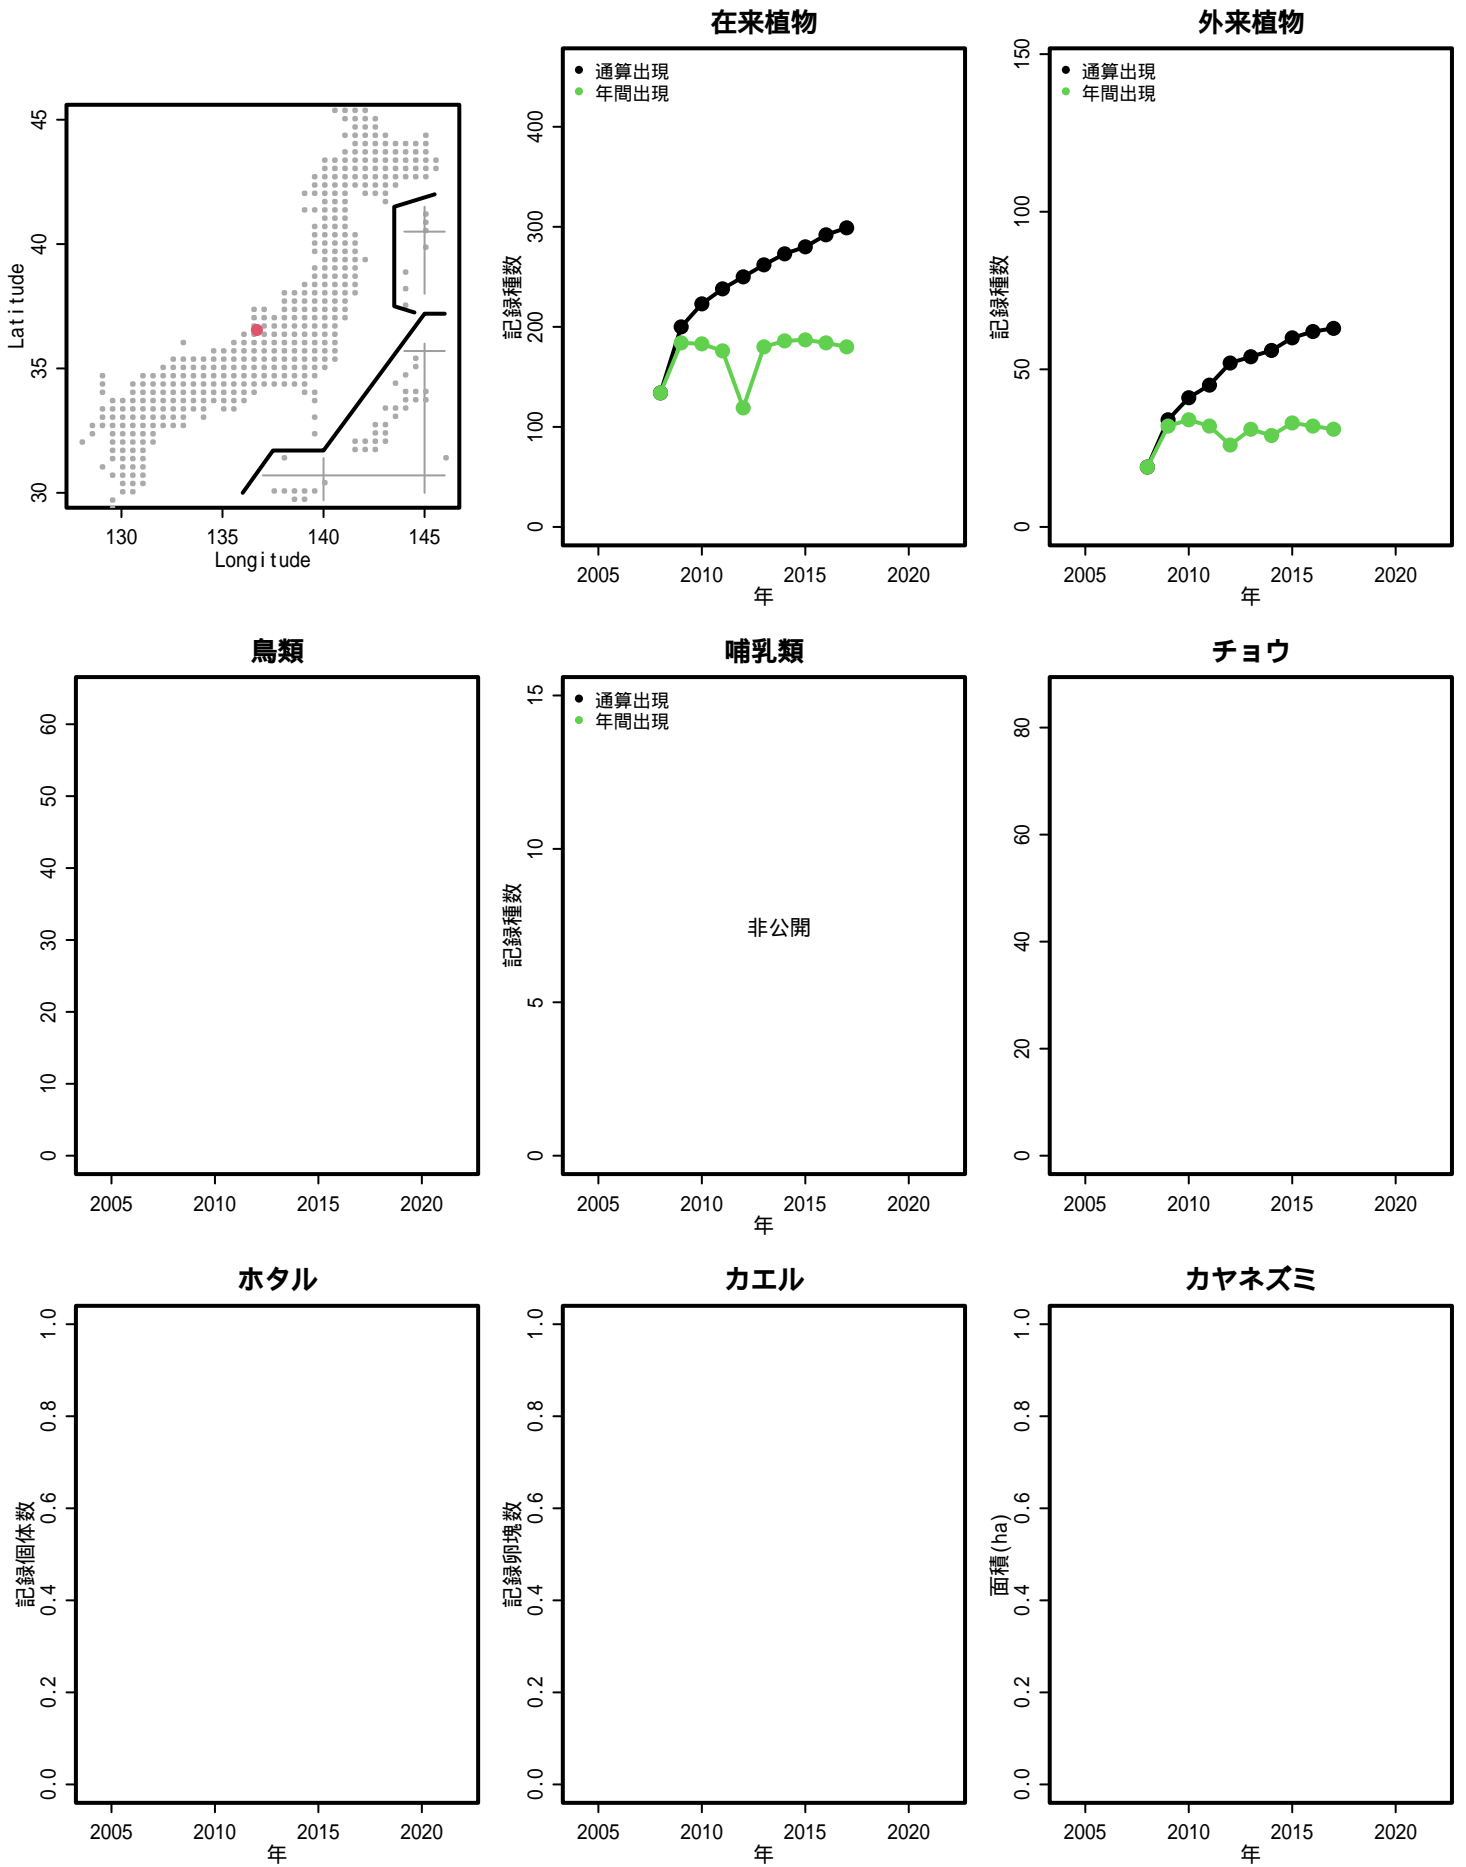 45
40
35
30
Latitude
130 135 140 145
Longitude
在来植物
通算出現
年間出現
400
300
200
100
0
記録種数
2005 2010 2015 2020
年
外来植物
通算出現
年間出現
150
100
50
0
記録種数
2005 2010 2015 2020
年
鳥類
60
50
40
30
20
10
0
2005 2010 2015 2020
哺乳類
通算出現
年間出現
15
10
5
0
記録種数
非公開
2005 2010 2015 2020
年
チョウ
80
60
40
20
0
2005 2010 2015 2020
ホタル
1.0
0.8
0.6
0.4
0.2
0.0
記録個体数
2005 2010 2015 2020
年
カエル
1.0
0.8
0.6
0.4
0.2
0.0
記録卵塊数
2005 2010 2015 2020
年
カヤネズミ
1.0
0.8
0.6
0.4
0.2
0.0
面積(ha)
2005 2010 2015 2020
年